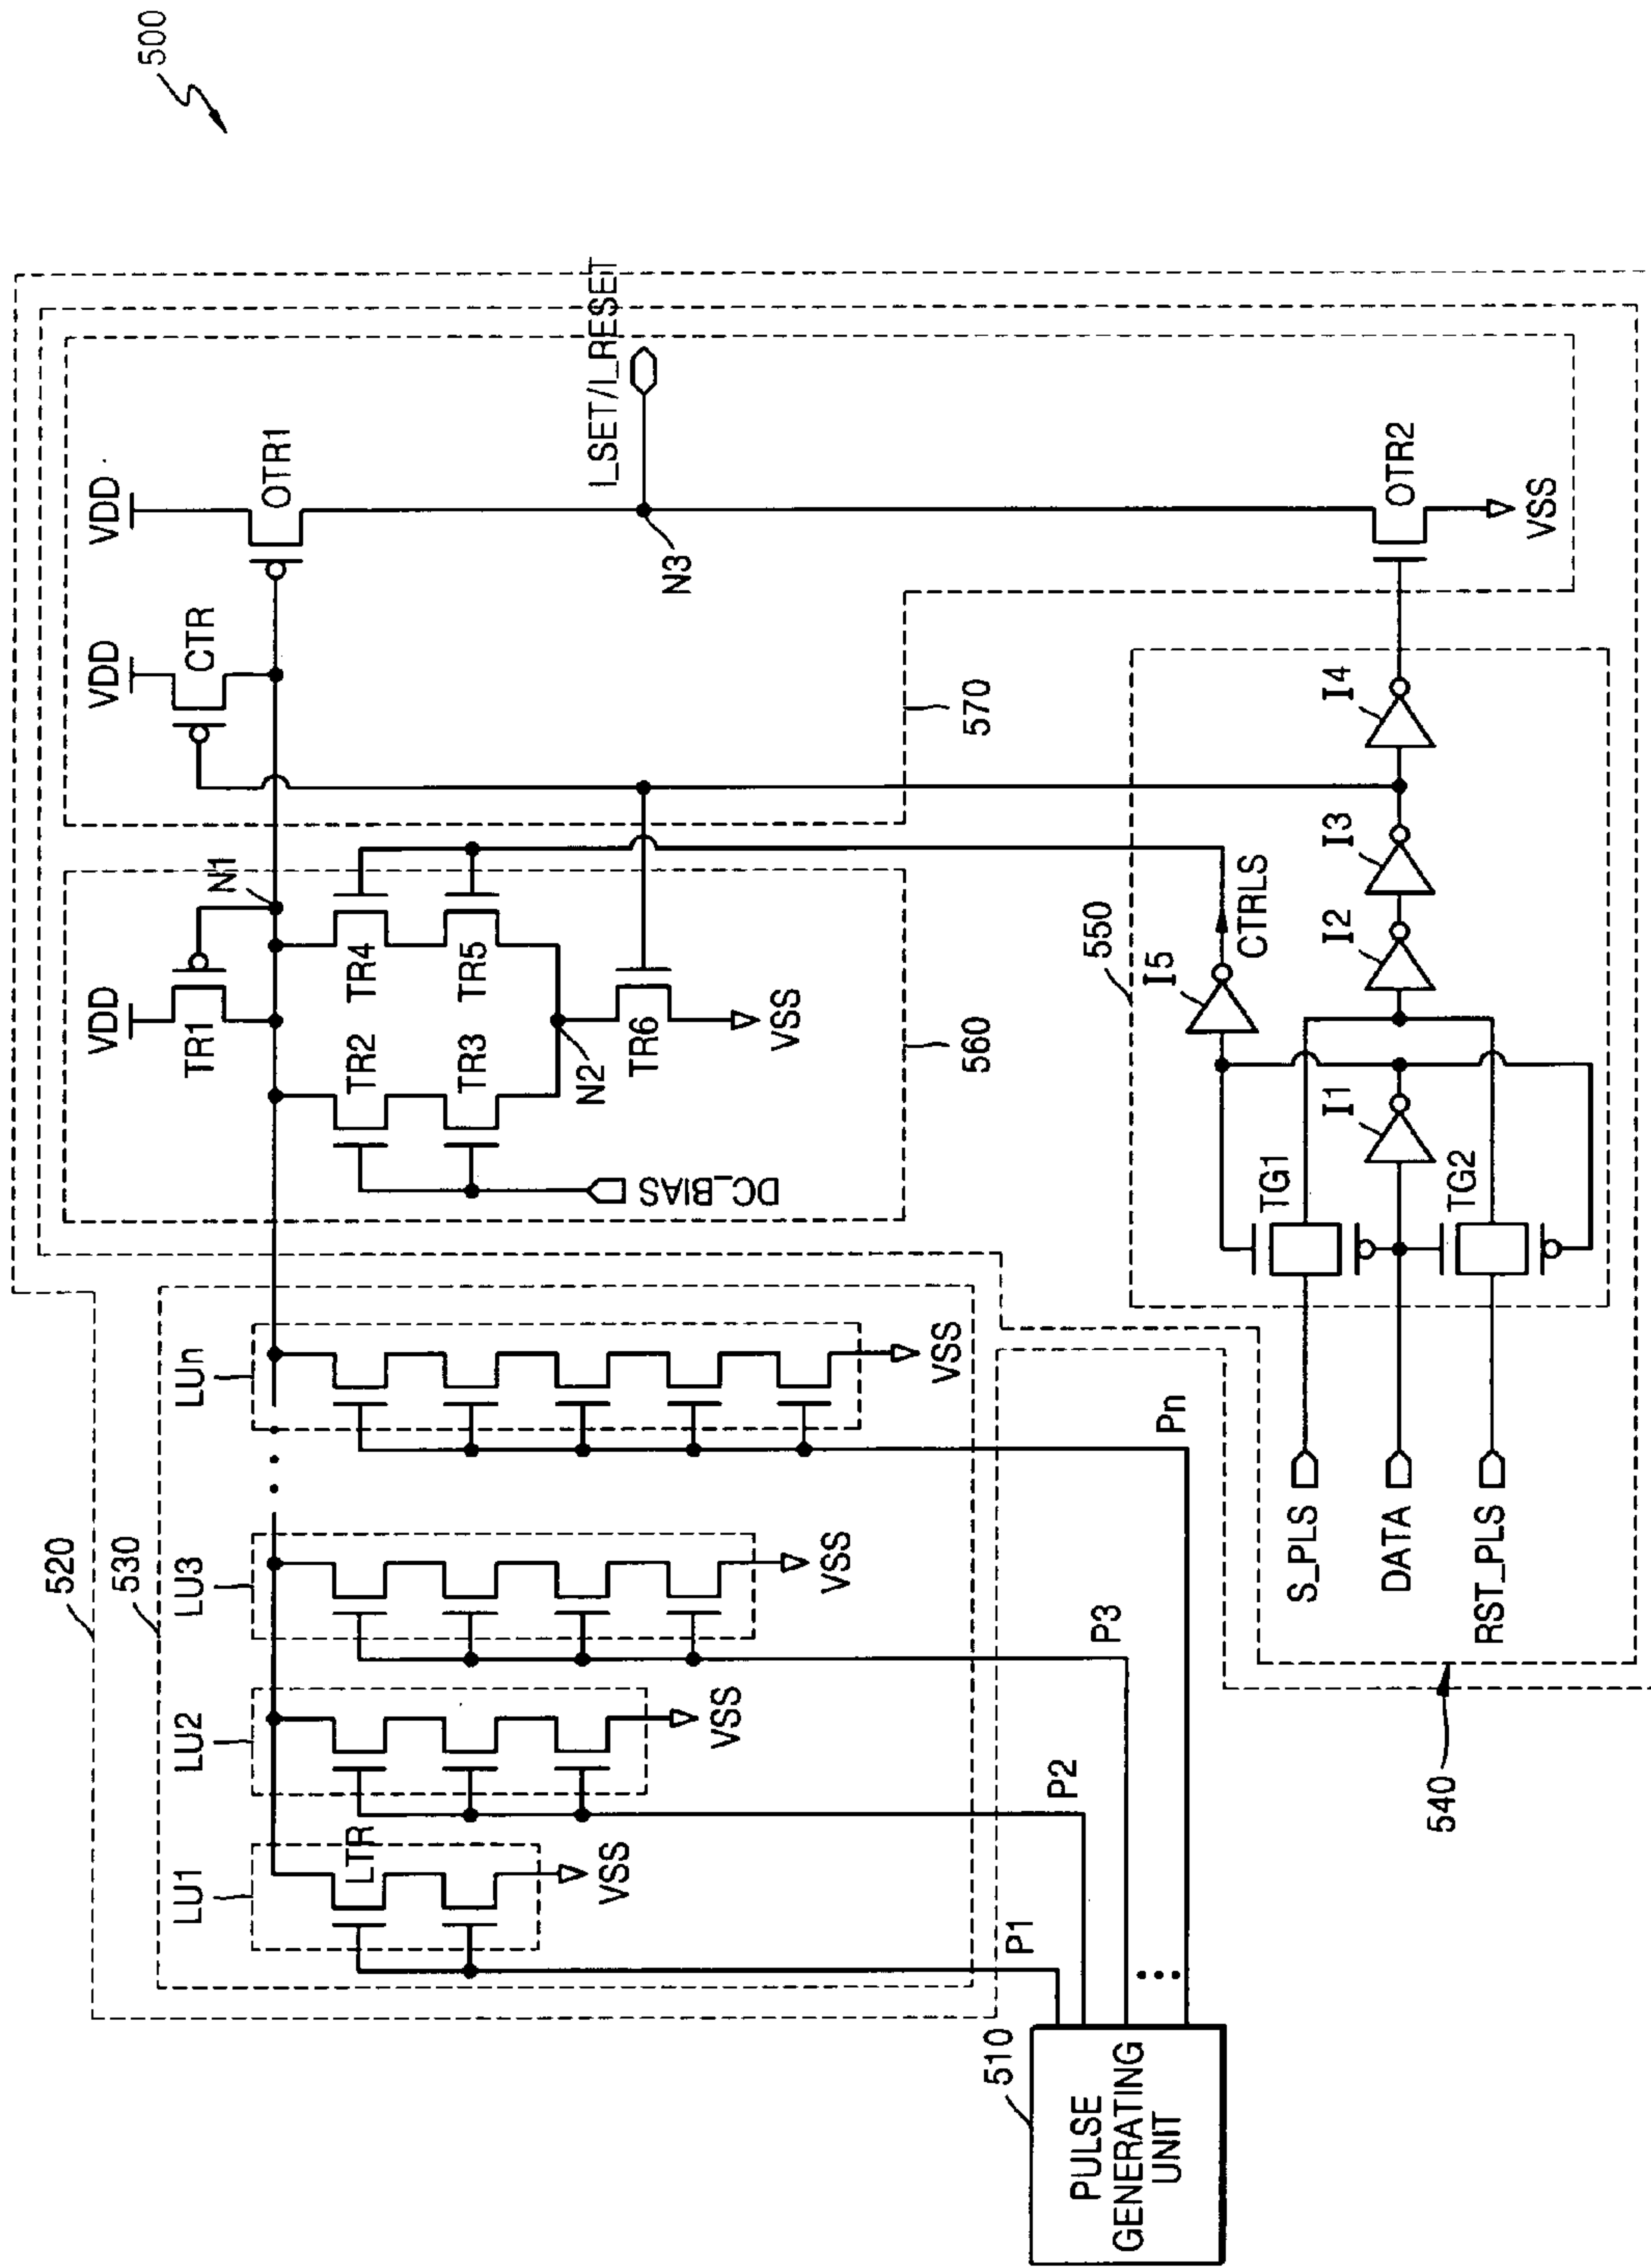 500
520
530
LU1
LTR
VSS
LU2
VSS
LU3
VSS
LUn
VSS
P1
P2
P3
Pn
510
PULSE
GENERATING
UNIT
VDD
TR1
N1
TR2
TR3
TR4
TR5
N2
TR6
VSS
DC_BIAS
560
VDD
CTR
VDD
OTR1
I_SET/I_RESET
N3
570
OTR2
VSS
550
I5
CTRLS
TG1
I1
TG2
I2
I3
I4
S_PLS
DATA
RST_PLS
540